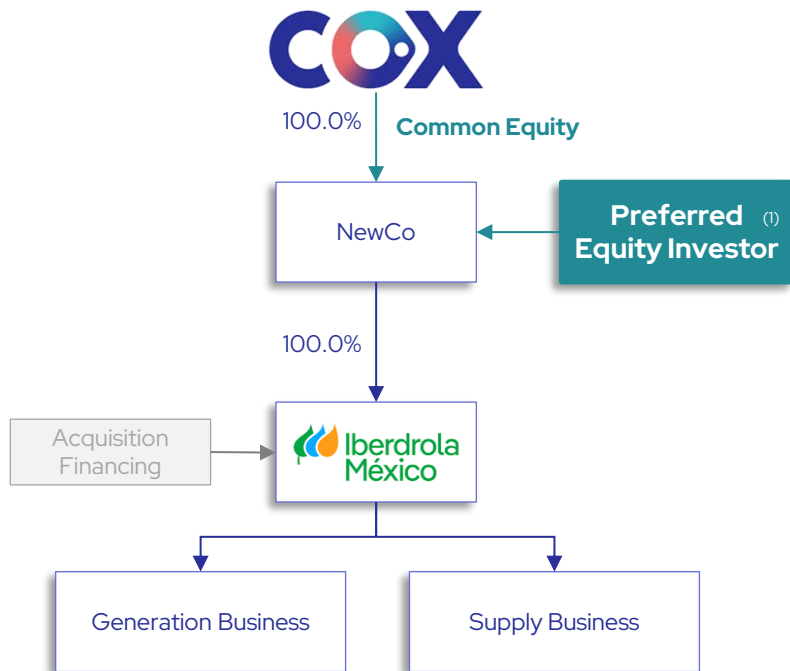 COX
100.0%
Common Equity
NewCo
Preferred (1)
Equity Investor
100.0%
Acquisition
Financing
Iberdrola
México
Generation Business
Supply Business